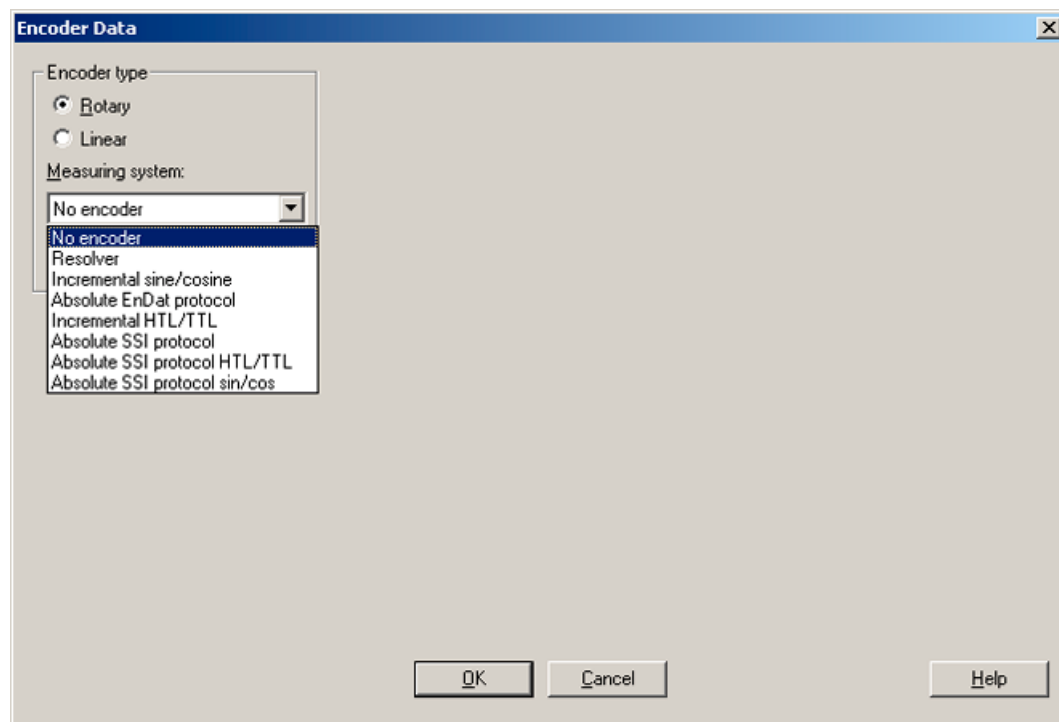 Encoder Data
Encoder type
Rotary
Linear
Measuring system:
No encoder
No encoder
Resolver
Incremental sine/cosine
Absolute EnDat protocol
Incremental HTL/TTL
Absolute SSI protocol
Absolute SSI protocol HTL/TTL
Absolute SSI protocol sin/cos
OK
Cancel
Help